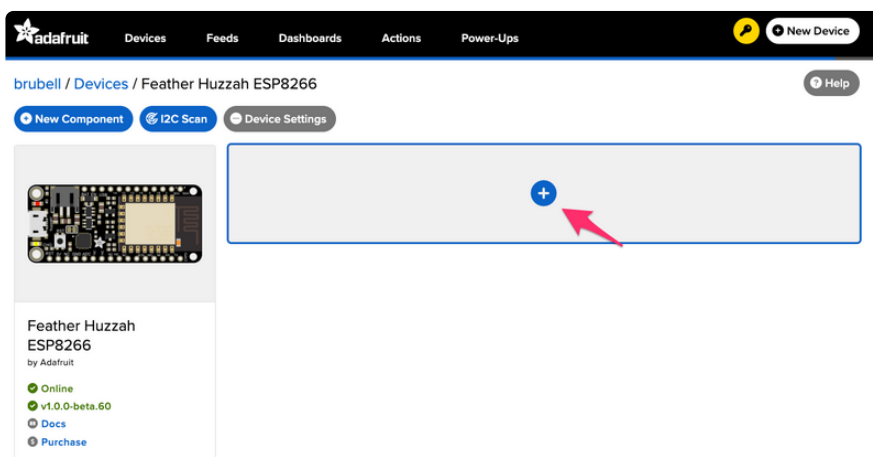 adafruit Devices Feeds Dashboards Actions Power-Ups New Device
brubell / Devices / Feather Huzzah ESP8266 Help
New Component I2C Scan Device Settings
Feather Huzzah
ESP8266
by Adafruit
Online
v1.0.0-beta.60
Docs
Purchase